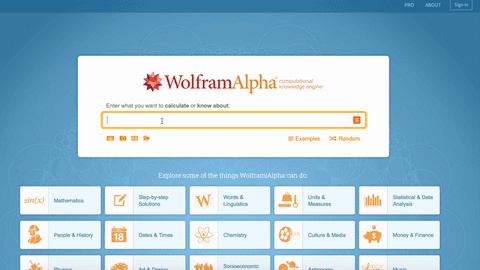 PRO ABOUT Sign in
WolframAlpha computational knowledge engine
Enter what you want to calculate or know about:
Examples Random
Explore some of the things Wolfram|Alpha can do:
sin(x) Mathematics
Step-by-step Solutions
W Words & Linguistics
Units & Measures
Statistical & Data Analysis
People & History
18 Dates & Times
Chemistry
Culture & Media
$ Money & Finance
Physics
Art & Design
Socioeconomic
Astronomy
Music